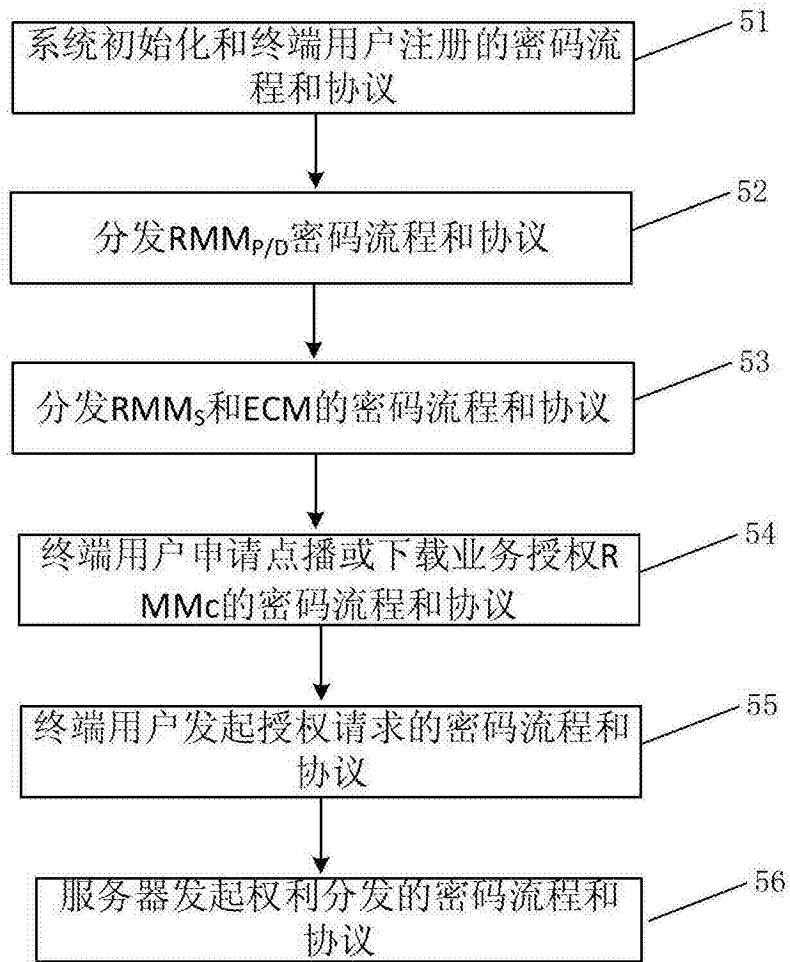 系统初始化和终端用户注册的密码流
程和协议
51
分发RMMP/D密码流程和协议
52
分发RMMS和ECM的密码流程和协议
53
终端用户申请点播或下载业务授权R
MMc的密码流程和协议
54
终端用户发起授权请求的密码流程和
协议
55
服务器发起权利分发的密码流程和
协议
56